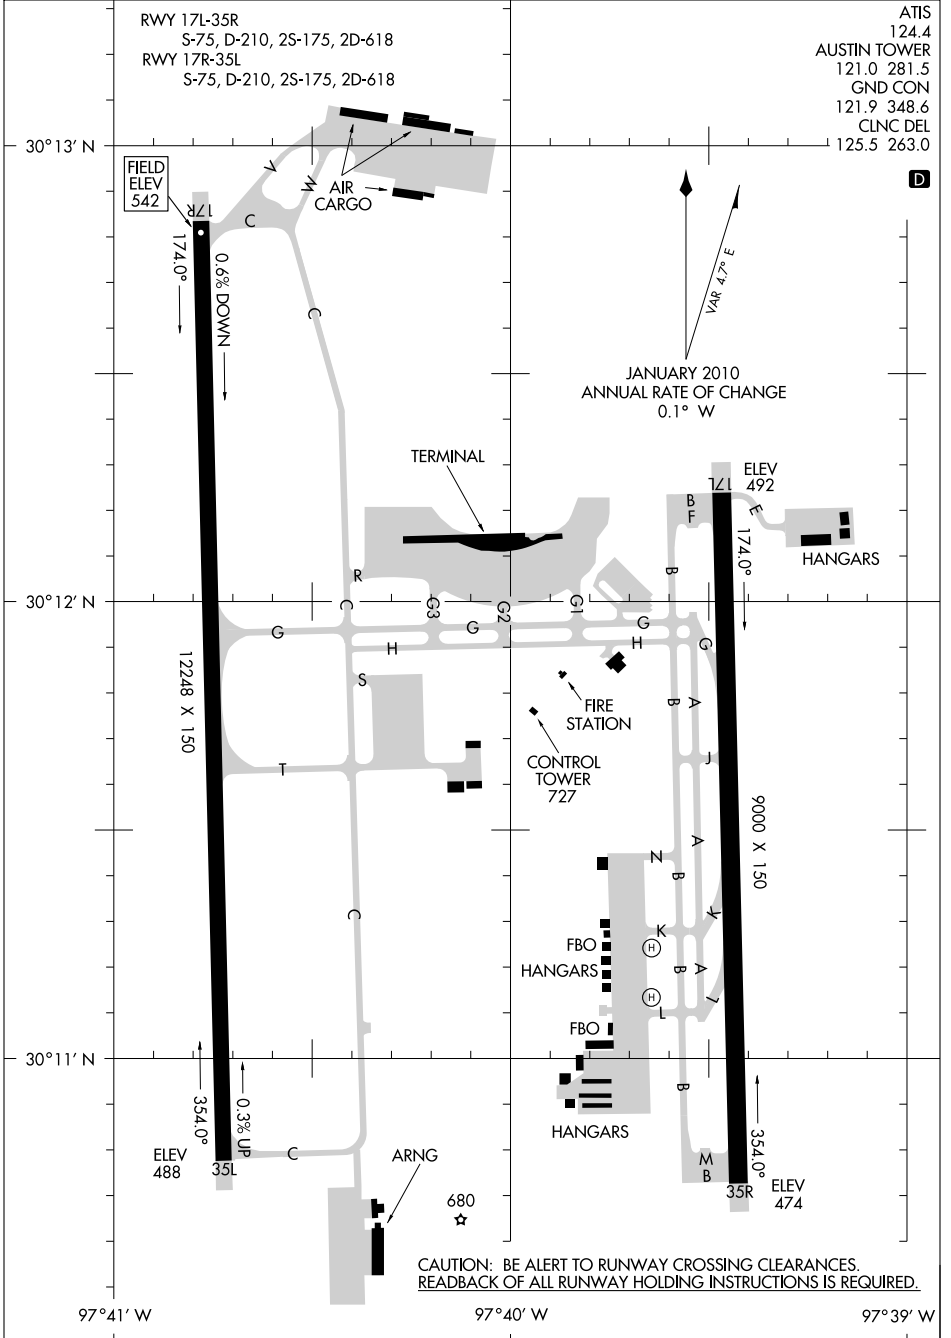 RWY 17L-35R
S-75, D-210, 2S-175, 2D-618
RWY 17R-35L
S-75, D-210, 2S-175, 2D-618
ATIS
124.4
AUSTIN TOWER
121.0 281.5
GND CON
121.9 348.6
CLNC DEL
125.5 263.0
D
30°13' N
FIELD
ELEV
542
17R
174.0°
0.6% DOWN
V
W
C
AIR
CARGO
C
VAR 4.7° E
JANUARY 2010
ANNUAL RATE OF CHANGE
0.1° W
TERMINAL
ELEV
492
17L
B
F
E
HANGARS
174.0°
B
R
30°12' N
C
G3
G2
G1
G
G
G
H
H
G
S
12248 X 150
FIRE
STATION
B
A
CONTROL
TOWER
727
J
T
9000 X 150
A
N
B
C
K
K
H
FBO
HANGARS
B
A
H
L
L
FBO
30°11' N
B
354.0°
0.3% UP
HANGARS
354.0°
ELEV
488
35L
C
ARNG
M
B
35R
ELEV
474
680
CAUTION: BE ALERT TO RUNWAY CROSSING CLEARANCES.
READBACK OF ALL RUNWAY HOLDING INSTRUCTIONS IS REQUIRED.
97°41' W
97°40' W
97°39' W